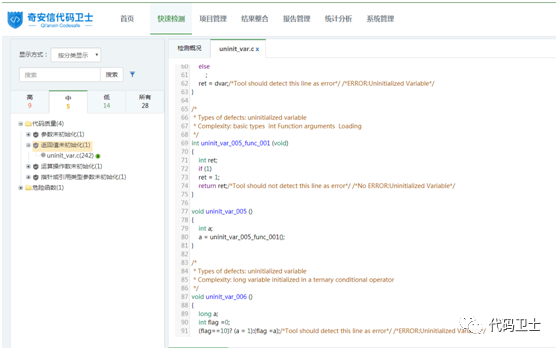 奇安信代码卫士
Qi'anxin Codesafe
首页 快速检测 项目管理 结果整合 报告管理 统计分析 系统管理
显示方式： 按分类显示
搜索 搜索
高 中 低 所有
9 5 14 28
代码质量(4)
参数未初始化(1)
返回值未初始化(1)
uninit_var.c(242)
运算操作数未初始化(1)
指针或引用类型参数未初始化(1)
危险函数(1)
检测概况 uninit_var.c x
60 else
61 ;
62 ret = dvar;/*Tool should detect this line as error*/ /*ERROR:Uninitialized Variable*/
63 }
64
65 /*
66 * Types of defects: uninitialized variable
67 * Complexity: basic types int Function arguments Loading
68 */
69 int uninit_var_005_func_001 (void)
70 {
71 int ret;
72 if (1)
73 ret = 1;
74 return ret;/*Tool should not detect this line as error*/ /*No ERROR:Uninitialized Variable*/
75 }
76
77 void uninit_var_005 ()
78 {
79 int a;
80 a = uninit_var_005_func_001();
81 }
82
83 /*
84 * Types of defects: uninitialized variable
85 * Complexity: long variable initialized in a ternary conditional operator
86 */
87 void uninit_var_006 ()
88 {
89 long a;
90 int flag =0;
91 (flag==10)? (a = 1):(flag =a);/*Tool should detect this line as error*/ /*ERROR:Uninitialized
代码卫士